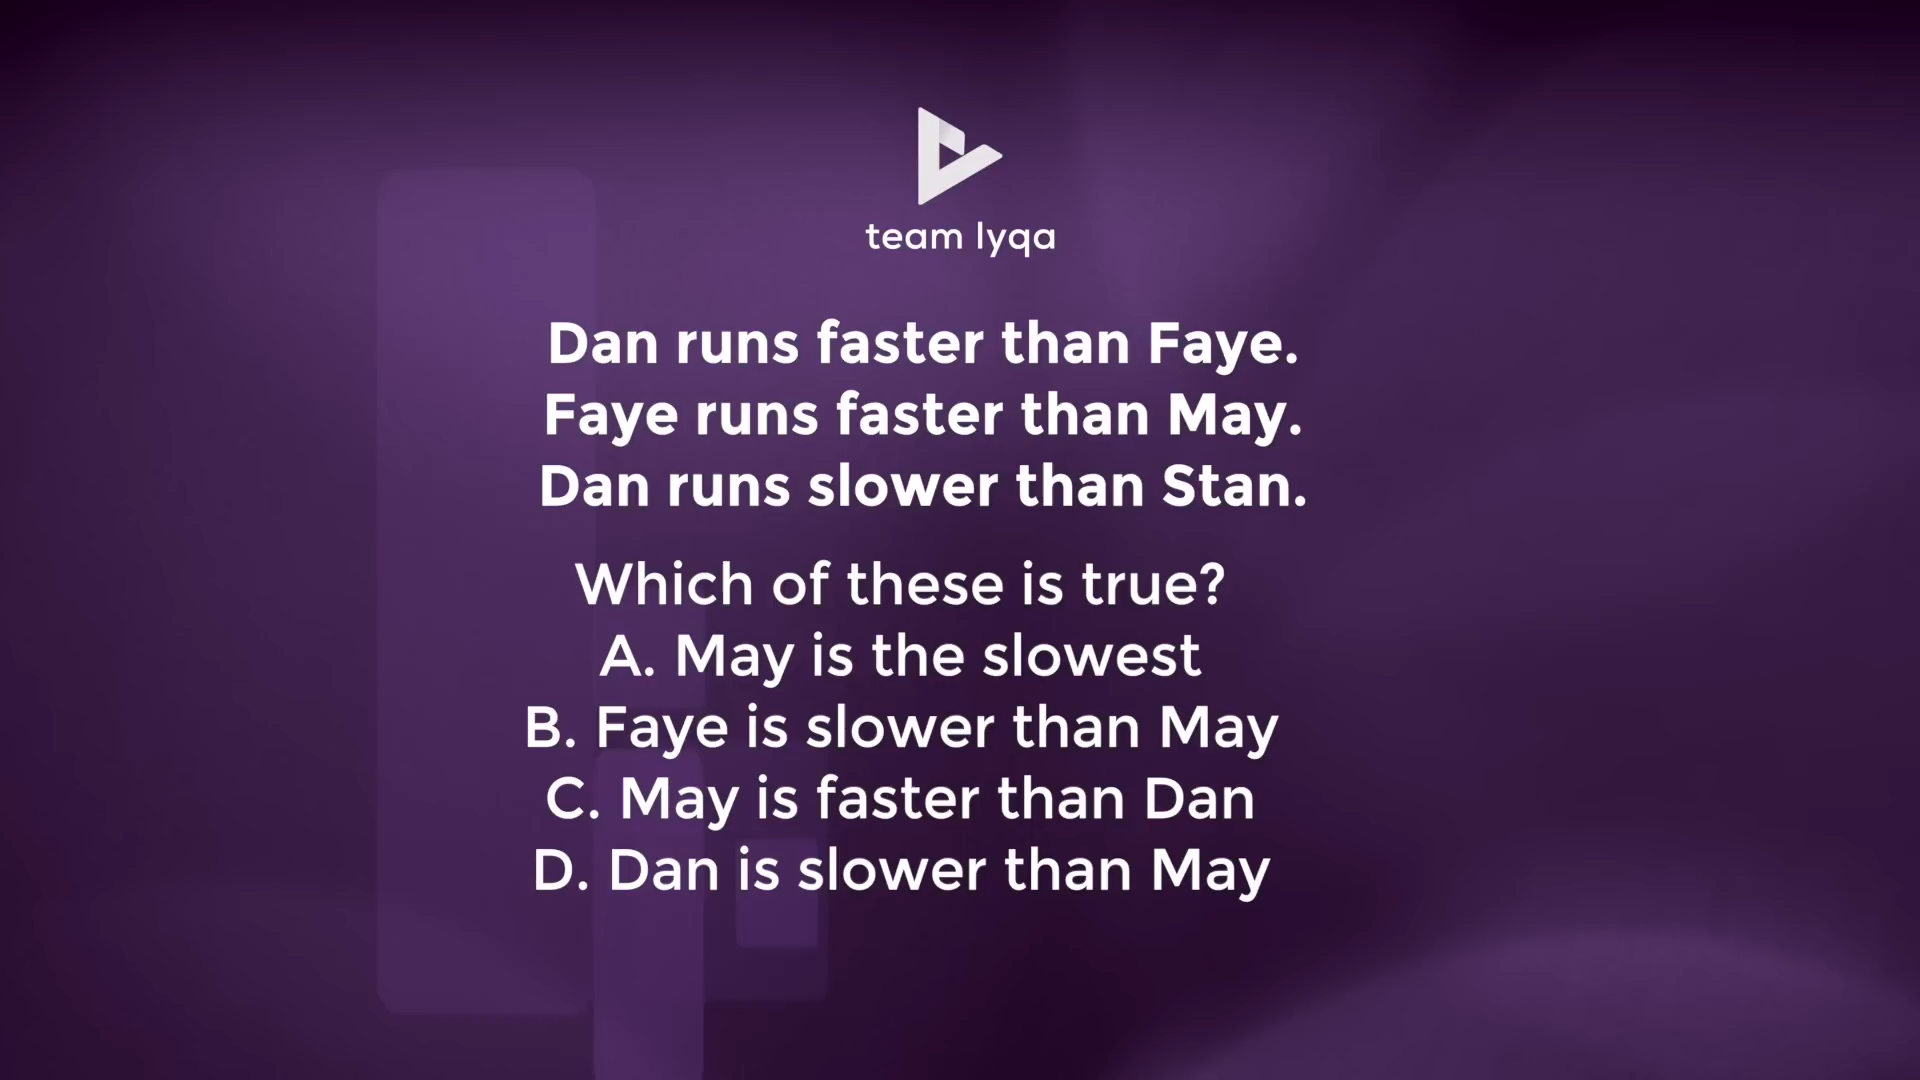 team lyqa
Dan runs faster than Faye.
Faye runs faster than May.
Dan runs slower than Stan.
Which of these is true?
A. May is the slowest
B. Faye is slower than May
C. May is faster than Dan
D. Dan is slower than May